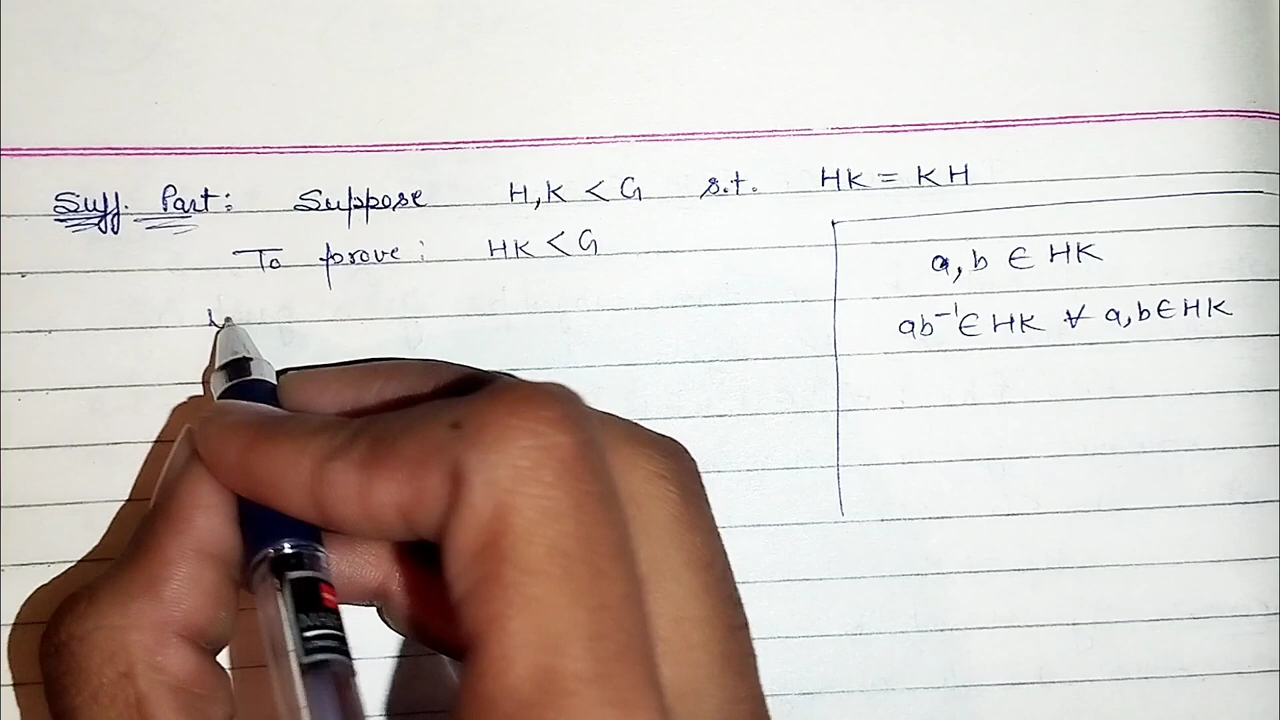 Suff. Part: Suppose H, K < G s.t. HK = KH
To prove: HK < G
a, b ∈ HK
ab⁻¹ ∈ HK ∀ a, b ∈ HK